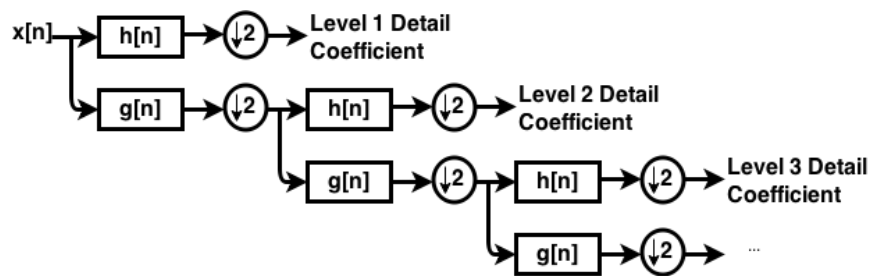 x[n]
h[n]
↓2
Level 1 Detail
Coefficient
g[n]
↓2
h[n]
↓2
Level 2 Detail
Coefficient
g[n]
↓2
h[n]
↓2
Level 3 Detail
Coefficient
g[n]
↓2
...